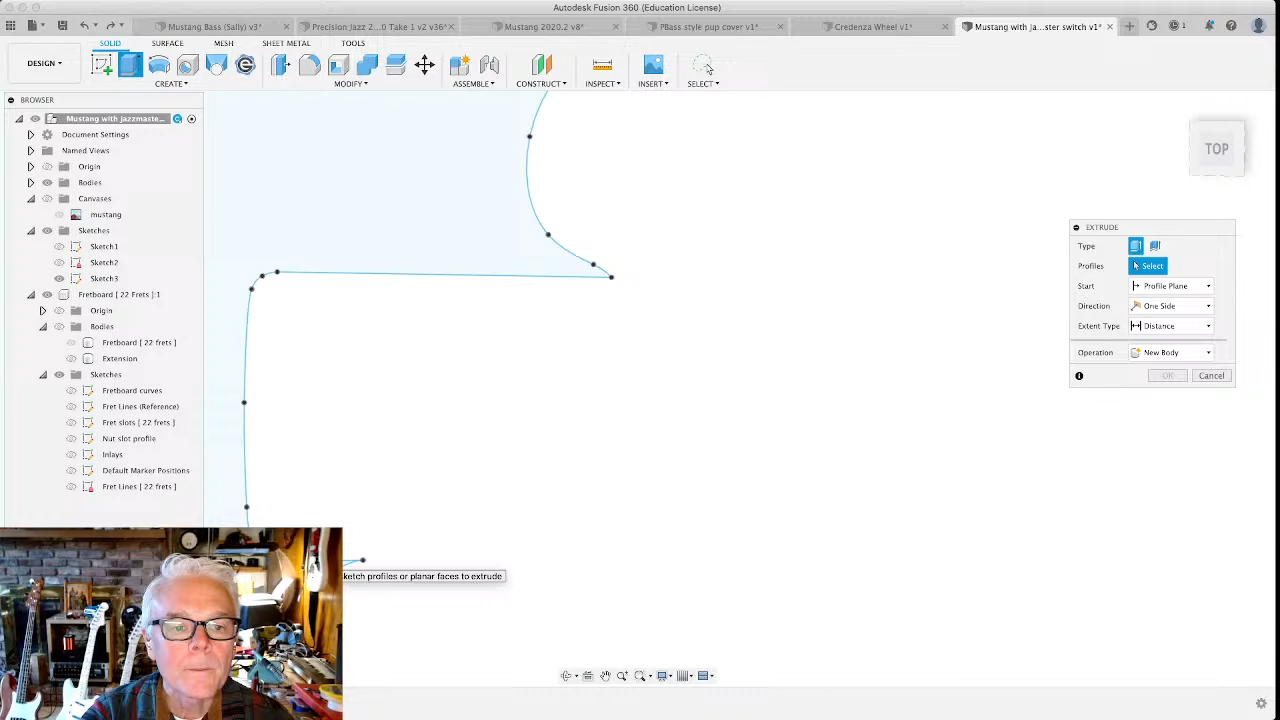 Autodesk Fusion 360 (Education License)
Mustang Bass (Sally) v3*
Precision Jazz 2...0 Take 1 v2 v36*
Mustang 2020.2 v8*
PBass style pup cover v1*
Credenza Wheel v1*
Mustang with Ja...ster switch v1*
1
SOLID
SURFACE
MESH
SHEET METAL
TOOLS
DESIGN
CREATE
MODIFY
ASSEMBLE
CONSTRUCT
INSPECT
INSERT
SELECT
BROWSER
Mustang with Jazzmaste...
Document Settings
Named Views
Origin
Bodies
Canvases
mustang
Sketches
Sketch1
Sketch2
Sketch3
Fretboard [ 22 Frets ]:1
Origin
Bodies
Fretboard [ 22 frets ]
Extension
Sketches
Fretboard curves
Fret Lines (Reference)
Fret slots [ 22 frets ]
Nut slot profile
Inlays
Default Marker Positions
Fret Lines [ 22 frets ]
TOP
EXTRUDE
Type
Profiles
Select
Start
Profile Plane
Direction
One Side
Extent Type
Distance
Operation
New Body
OK
Cancel
ketch profiles or planar faces to extrude